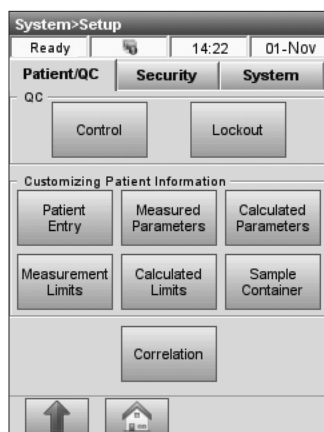 System>Setup
Ready 14:22 01-Nov
Patient/QC Security System
QC
Control Lockout
Customizing Patient Information
Patient Entry Measured Parameters Calculated Parameters
Measurement Limits Calculated Limits Sample Container
Correlation